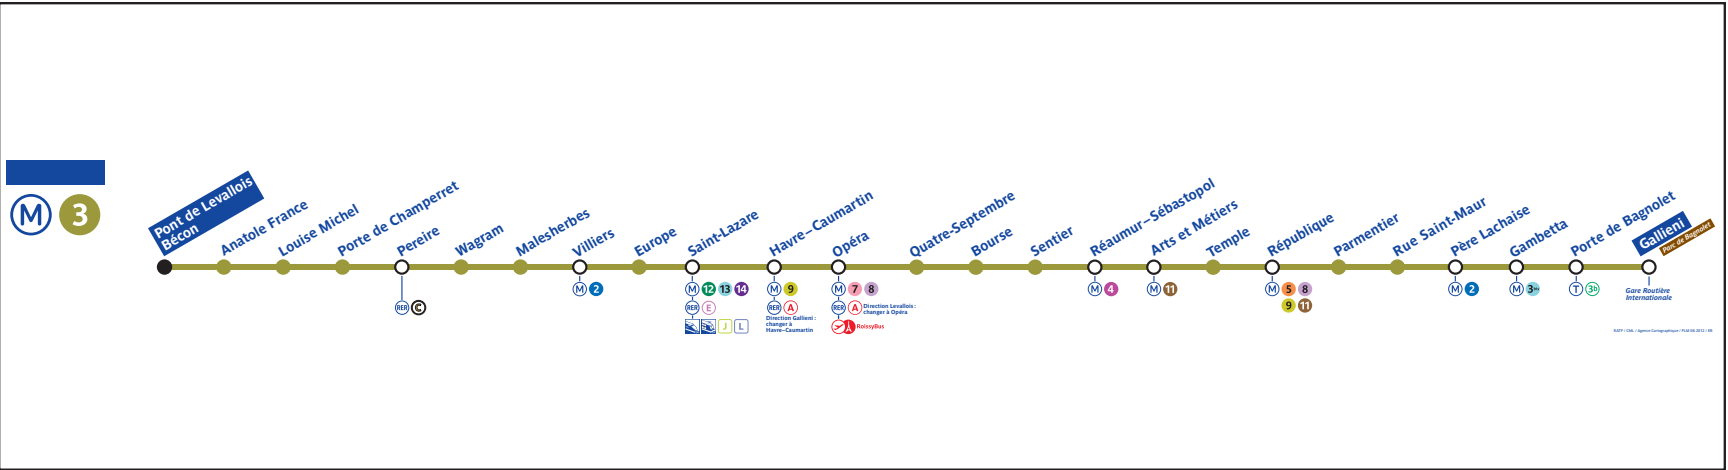 M 3
Pont de Levallois
Bécon
Anatole France
Louise Michel
Porte de Champerret
Pereire
RER C
Wagram
Malesherbes
Villiers
M 2
Europe
Saint-Lazare
M 12 13 14
RER E
J L
Havre–Caumartin
M 9
RER A
Direction Gallieni :
changer à
Havre–Caumartin
Opéra
M 7 8
RER A Direction Levallois :
changer à Opéra
RoissyBus
Quatre-Septembre
Bourse
Sentier
Réaumur–Sébastopol
M 4
Arts et Métiers
M 11
Temple
République
M 5 8
9 11
Parmentier
Rue Saint-Maur
Père Lachaise
M 2
Gambetta
M 3bis
Porte de Bagnolet
T 3b
Gallieni
Parc de Bagnolet
Gare Routière
Internationale